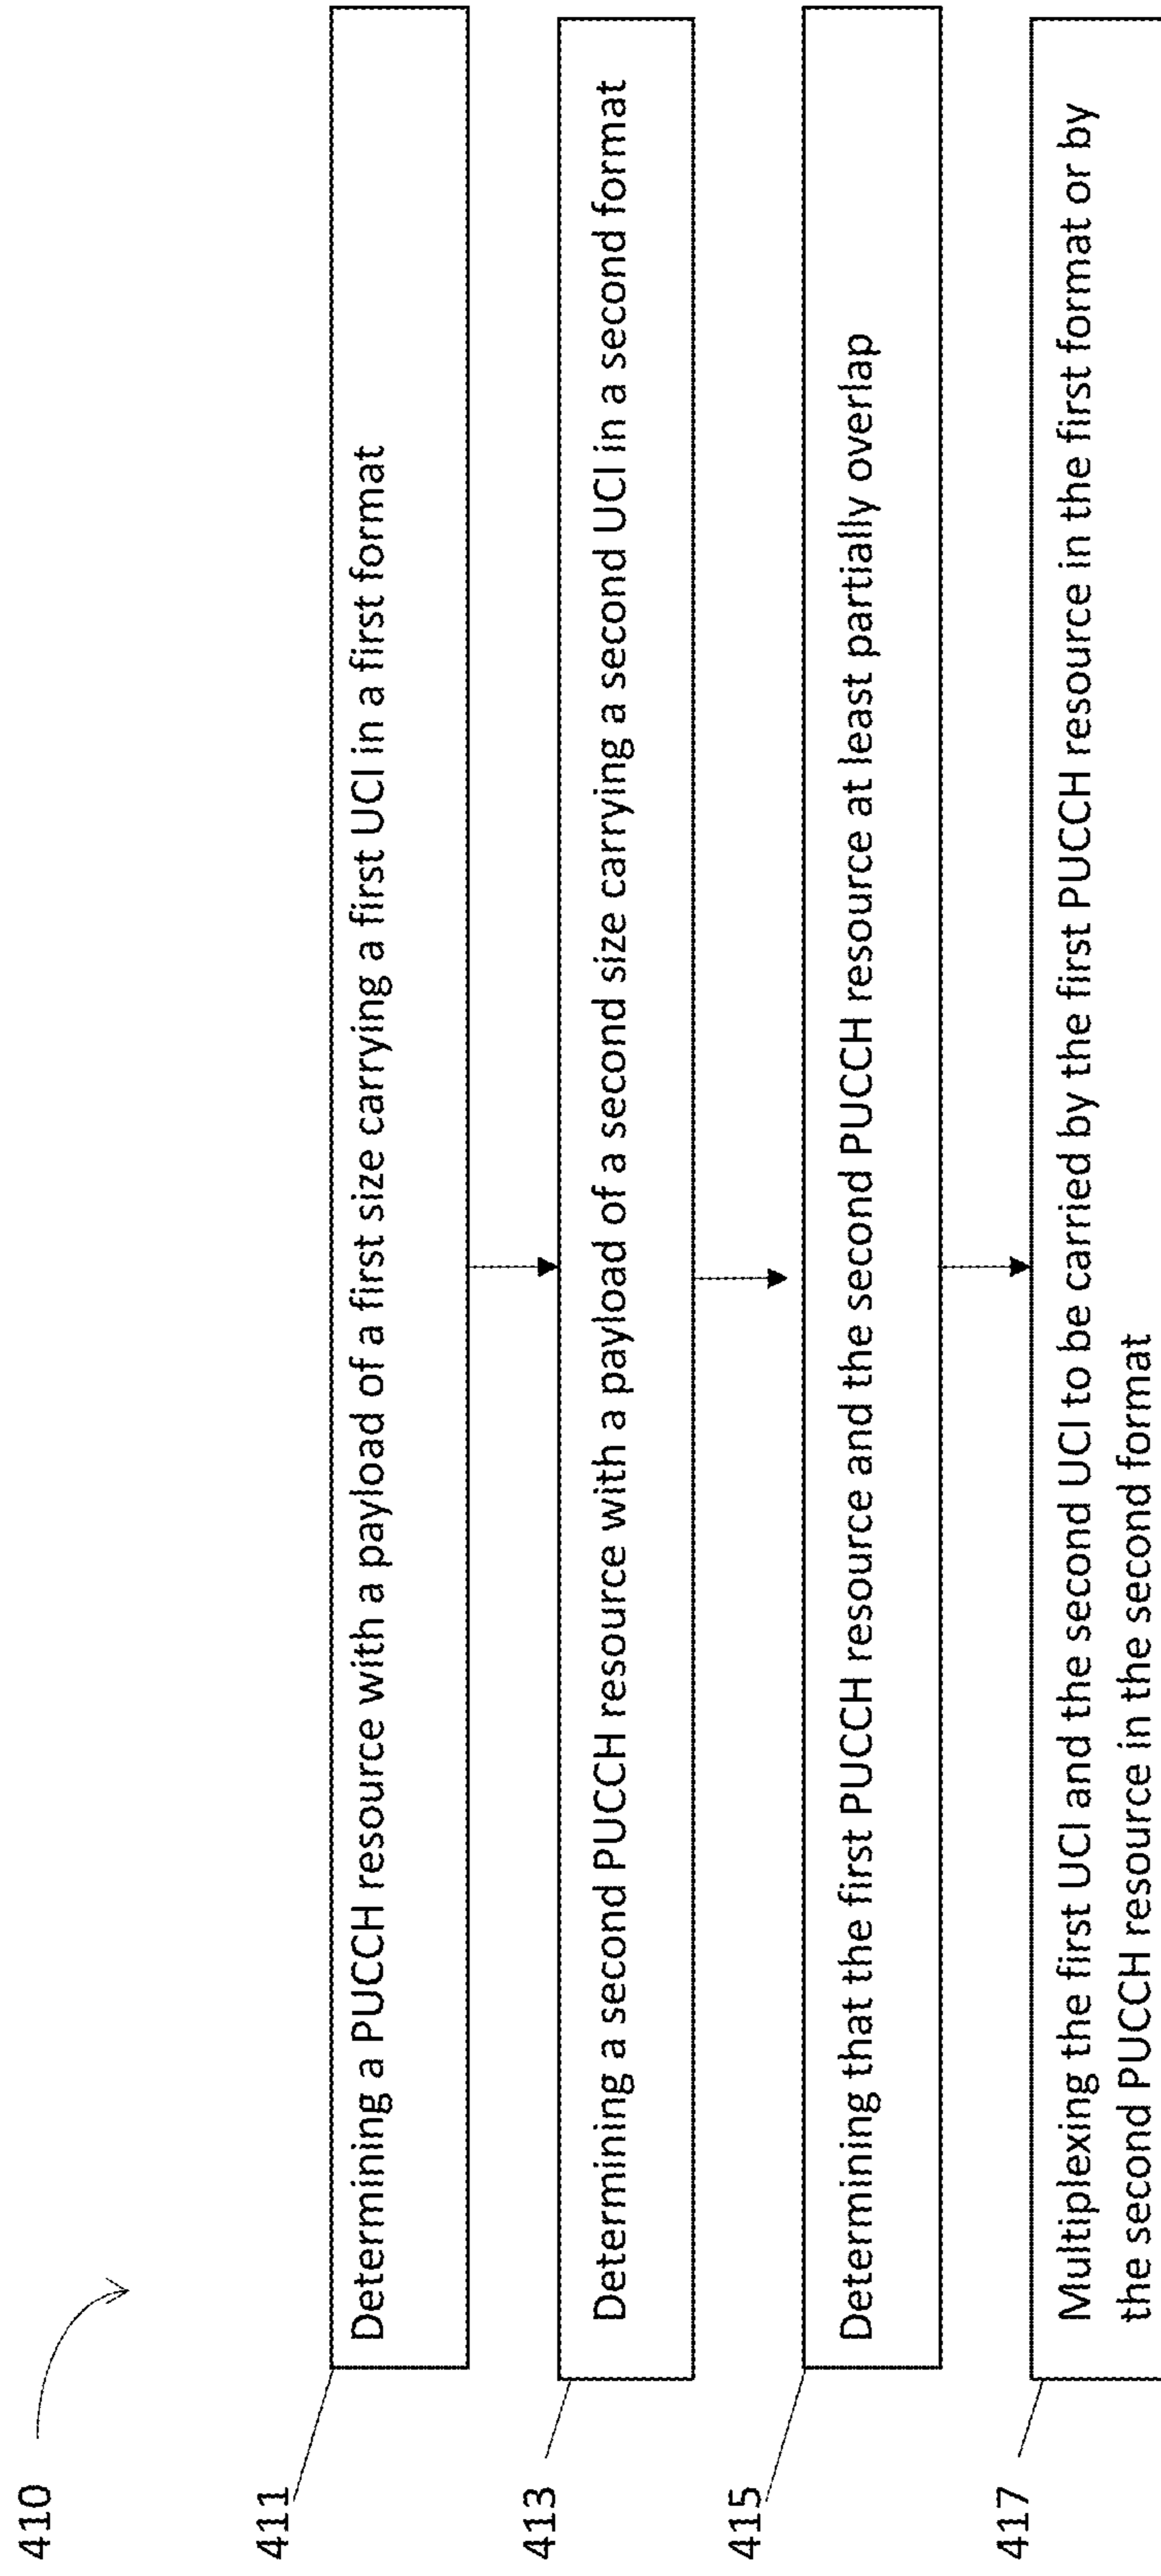 410
411
Determining a PUCCH resource with a payload of a first size carrying a first UCI in a first format
413
Determining a second PUCCH resource with a payload of a second size carrying a second UCI in a second format
415
Determining that the first PUCCH resource and the second PUCCH resource at least partially overlap
417
Multiplexing the first UCI and the second UCI to be carried by the first PUCCH resource in the first format or by
the second PUCCH resource in the second format